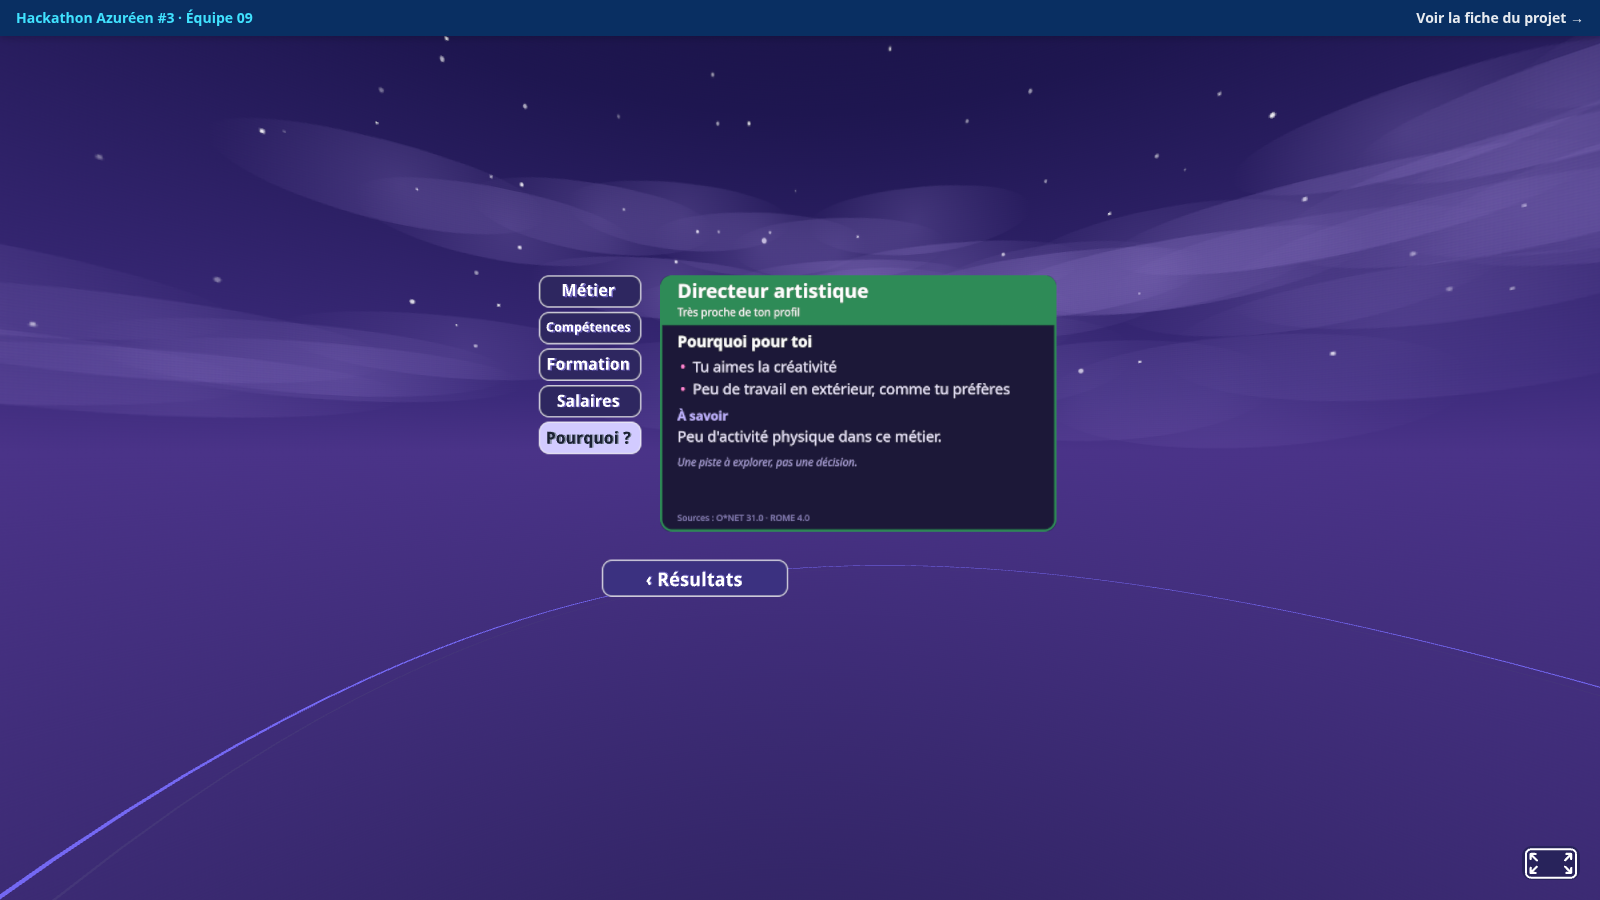 Hackathon Azuréen #3 · Équipe 09
Voir la fiche du projet →
Métier
Compétences
Formation
Salaires
Pourquoi ?
Directeur artistique
Très proche de ton profil
Pourquoi pour toi
• Tu aimes la créativité
• Peu de travail en extérieur, comme tu préfères
À savoir
Peu d'activité physique dans ce métier.
Une piste à explorer, pas une décision.
Sources : O*NET 31.0 · ROME 4.0
‹ Résultats